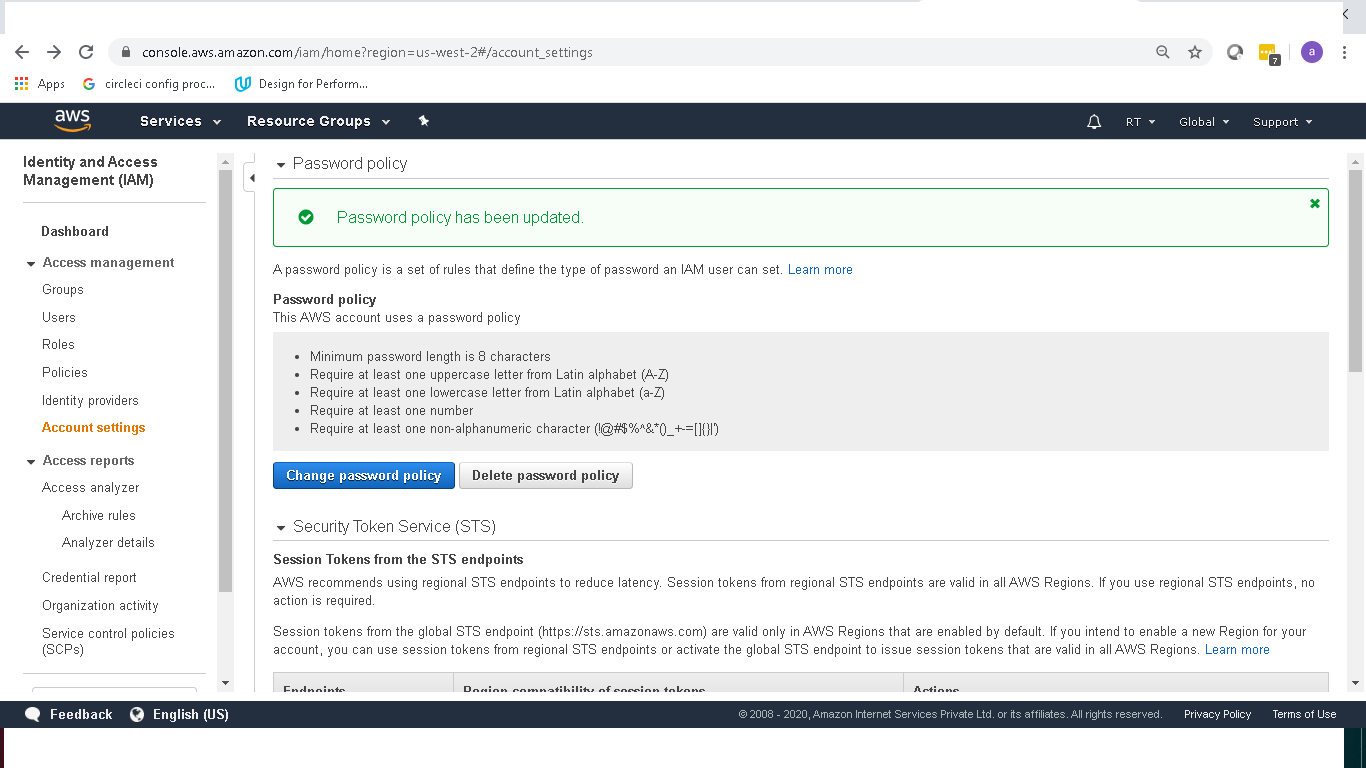 console.aws.amazon.com/iam/home?region=us-west-2#/account_settings
7
a
Apps
circleci config proc...
Design for Perform...
aws
Services
Resource Groups
RT
Global
Support
Identity and Access
Management (IAM)
Dashboard
Access management
Groups
Users
Roles
Policies
Identity providers
Account settings
Access reports
Access analyzer
Archive rules
Analyzer details
Credential report
Organization activity
Service control policies
(SCPs)
Password policy
Password policy has been updated.
A password policy is a set of rules that define the type of password an IAM user can set. Learn more
Password policy
This AWS account uses a password policy
• Minimum password length is 8 characters
• Require at least one uppercase letter from Latin alphabet (A-Z)
• Require at least one lowercase letter from Latin alphabet (a-Z)
• Require at least one number
• Require at least one non-alphanumeric character (!@#$%^&*()_+-=[]{}|')
Change password policy
Delete password policy
Security Token Service (STS)
Session Tokens from the STS endpoints
AWS recommends using regional STS endpoints to reduce latency. Session tokens from regional STS endpoints are valid in all AWS Regions. If you use regional STS endpoints, no
action is required.
Session tokens from the global STS endpoint (https://sts.amazonaws.com) are valid only in AWS Regions that are enabled by default. If you intend to enable a new Region for your
account, you can use session tokens from regional STS endpoints or activate the global STS endpoint to issue session tokens that are valid in all AWS Regions. Learn more
Endpoints
Region compatibility of session tokens
Actions
Feedback
English (US)
© 2008 - 2020, Amazon Internet Services Private Ltd. or its affiliates. All rights reserved.
Privacy Policy
Terms of Use